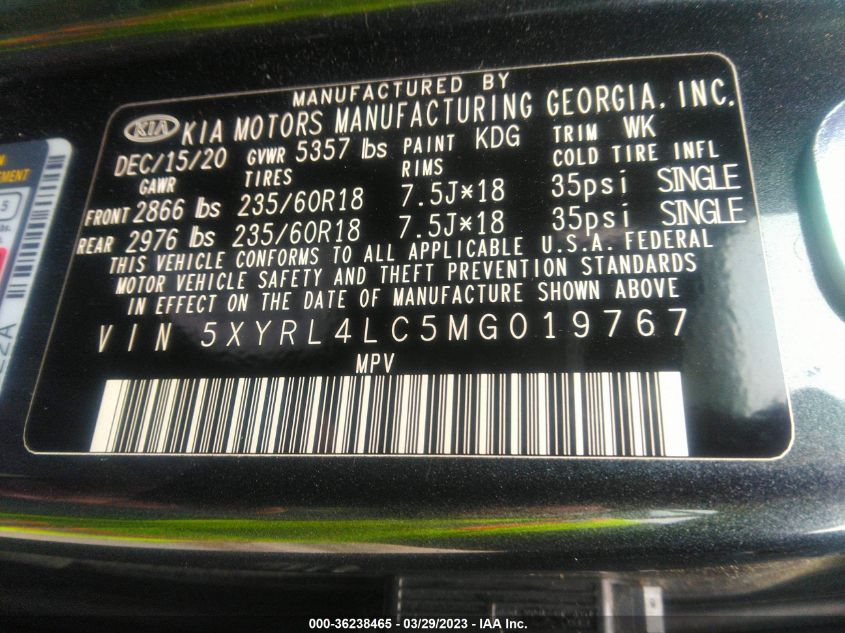 MANUFACTURED BY
KIA KIA MOTORS MANUFACTURING GEORGIA, INC.
DEC/15/20 GVWR 5357 lbs PAINT KDG TRIM WK
GAWR TIRES RIMS COLD TIRE INFL
FRONT 2866 lbs 235/60R18 7.5J*18 35psi SINGLE
REAR 2976 lbs 235/60R18 7.5J*18 35psi SINGLE
THIS VEHICLE CONFORMS TO ALL APPLICABLE U.S.A. FEDERAL
MOTOR VEHICLE SAFETY AND THEFT PREVENTION STANDARDS
IN EFFECT ON THE DATE OF MANUFACTURE SHOWN ABOVE
VIN 5XYRL4LC5MG019767
MPV
000-36238465 - 03/29/2023 - IAA Inc.